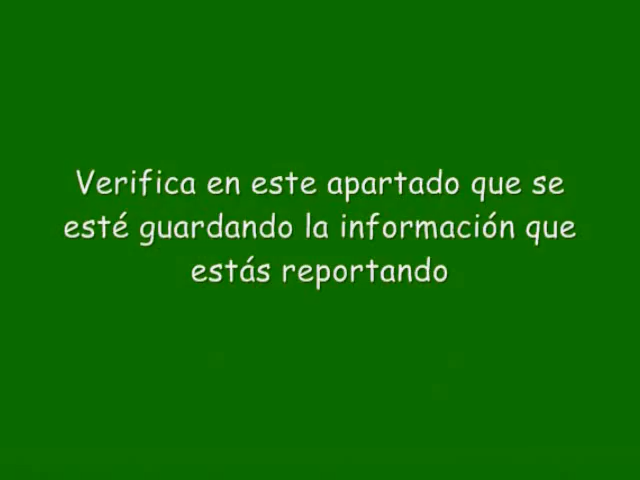 Verifica en este apartado que se
esté guardando la información que
estás reportando